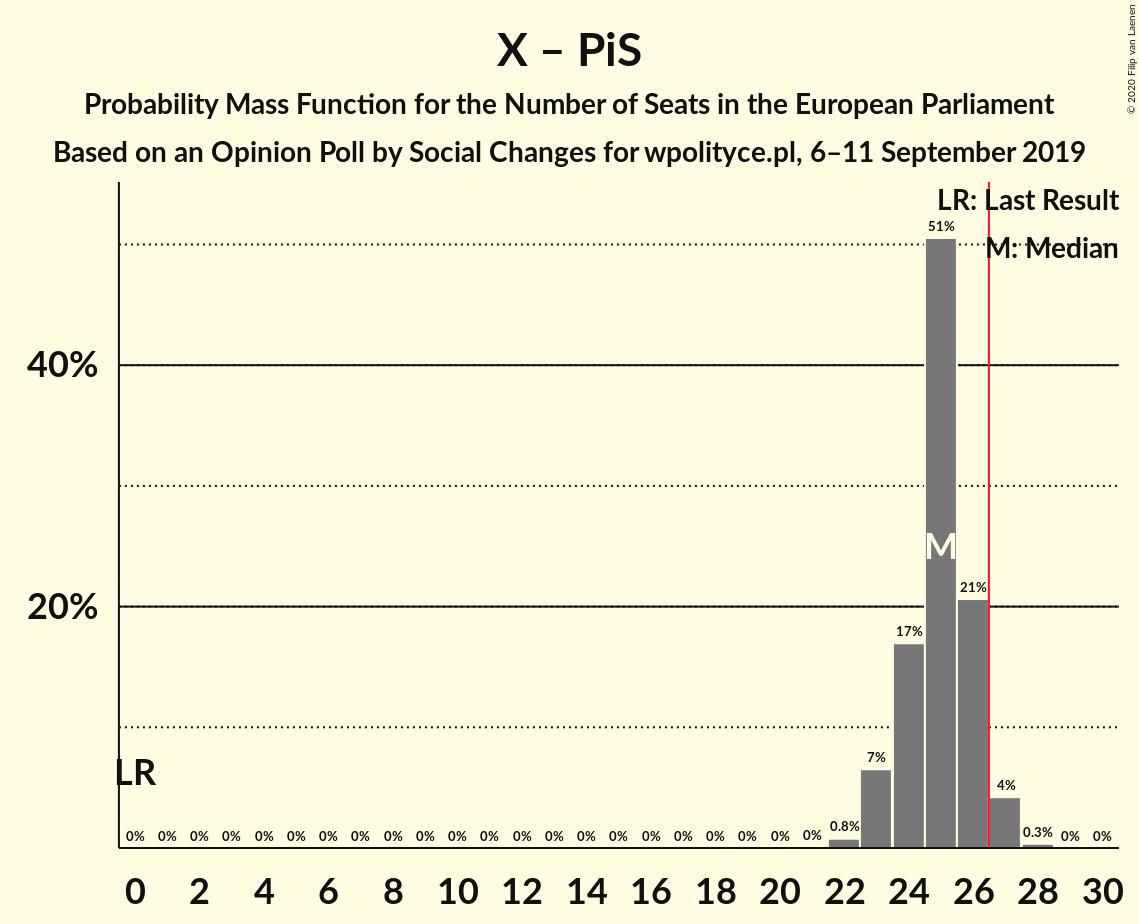 X – PiS
Probability Mass Function for the Number of Seats in the European Parliament
Based on an Opinion Poll by Social Changes for wpolityce.pl, 6–11 September 2019
© 2020 Filip van Laenen
LR: Last Result
M: Median
51%
40%
M
21%
20%
17%
LR
7%
4%
0% 0% 0% 0% 0% 0% 0% 0% 0% 0% 0% 0% 0% 0% 0% 0% 0% 0% 0% 0% 0% 0% 0.8% 0.3% 0% 0%
0 2 4 6 8 10 12 14 16 18 20 22 24 26 28 30